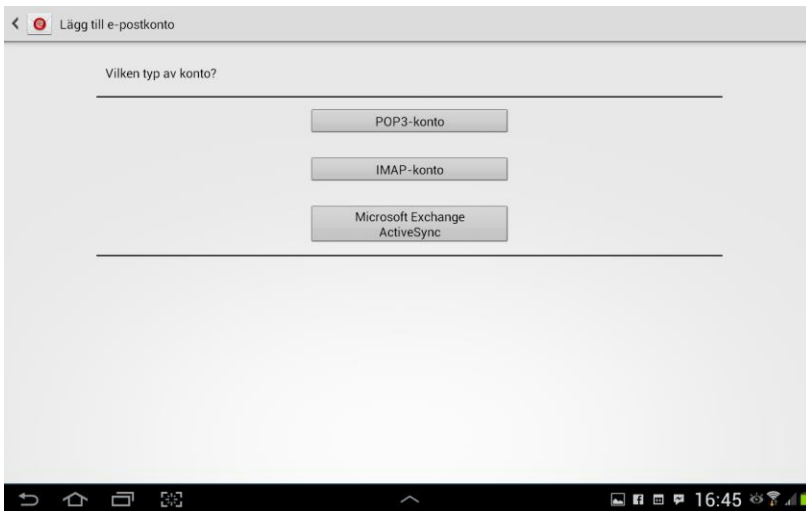 Lägg till e-postkonto
Vilken typ av konto?
POP3-konto
IMAP-konto
Microsoft Exchange
ActiveSync
16:45